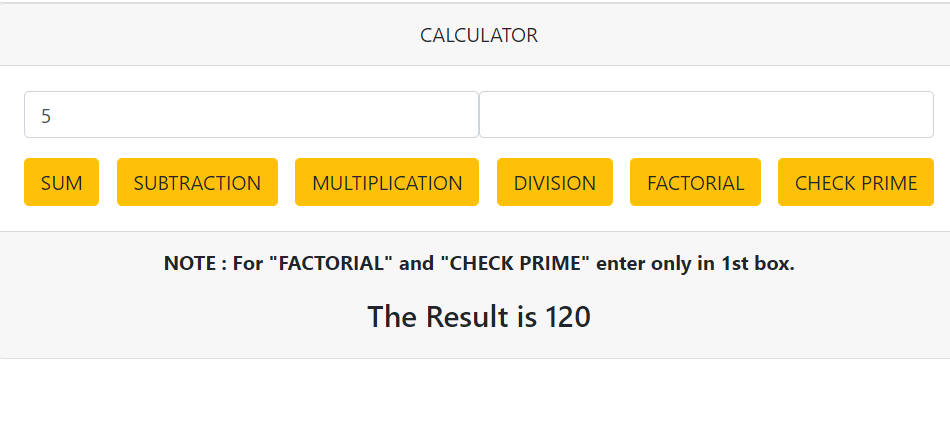 CALCULATOR
5
SUM SUBTRACTION MULTIPLICATION DIVISION FACTORIAL CHECK PRIME
NOTE : For "FACTORIAL" and "CHECK PRIME" enter only in 1st box.
The Result is 120